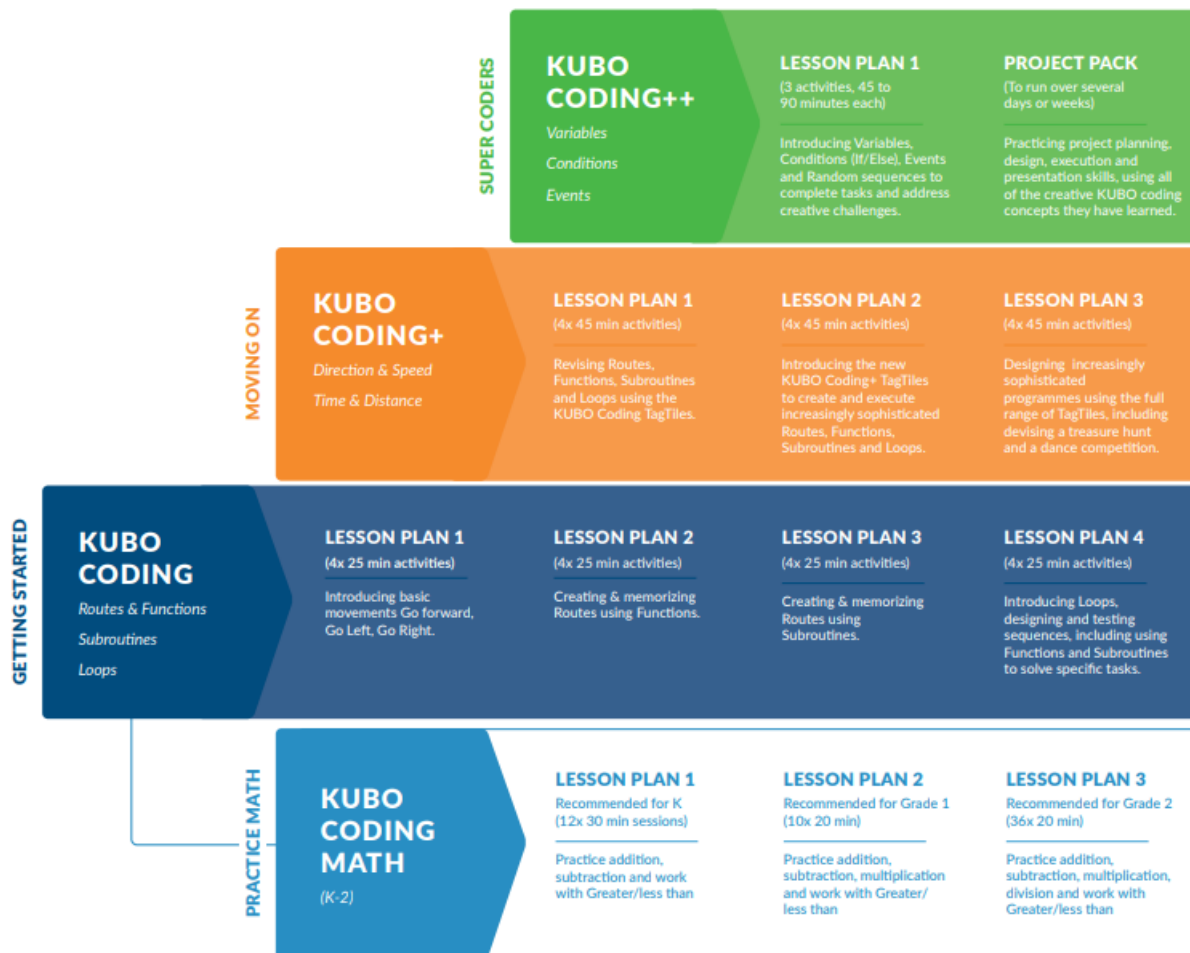 SUPER CODERS
KUBO
CODING++
Variables
Conditions
Events
LESSON PLAN 1
(3 activities, 45 to
90 minutes each)
Introducing Variables,
Conditions (If/Else), Events
and Random sequences to
complete tasks and address
creative challenges.
PROJECT PACK
(To run over several
days or weeks)
Practicing project planning,
design, execution and
presentation skills, using all
of the creative KUBO coding
concepts they have learned.
MOVING ON
KUBO
CODING+
Direction & Speed
Time & Distance
LESSON PLAN 1
(4x 45 min activities)
Revising Routes,
Functions, Subroutines
and Loops using the
KUBO Coding TagTiles.
LESSON PLAN 2
(4x 45 min activities)
Introducing the new
KUBO Coding+ TagTiles
to create and execute
increasingly sophisticated
Routes, Functions,
Subroutines and Loops.
LESSON PLAN 3
(4x 45 min activities)
Designing increasingly
sophisticated
programmes using the full
range of TagTiles, including
devising a treasure hunt
and a dance competition.
GETTING STARTED
KUBO
CODING
Routes & Functions
Subroutines
Loops
LESSON PLAN 1
(4x 25 min activities)
Introducing basic
movements Go forward,
Go Left, Go Right.
LESSON PLAN 2
(4x 25 min activities)
Creating & memorizing
Routes using Functions.
LESSON PLAN 3
(4x 25 min activities)
Creating & memorizing
Routes using
Subroutines.
LESSON PLAN 4
(4x 25 min activities)
Introducing Loops,
designing and testing
sequences, including using
Functions and Subroutines
to solve specific tasks.
PRACTICE MATH
KUBO
CODING
MATH
(K-2)
LESSON PLAN 1
Recommended for K
(12x 30 min sessions)
Practice addition,
subtraction and work
with Greater/less than
LESSON PLAN 2
Recommended for Grade 1
(10x 20 min)
Practice addition,
subtraction, multiplication
and work with Greater/
less than
LESSON PLAN 3
Recommended for Grade 2
(36x 20 min)
Practice addition,
subtraction, multiplication,
division and work with
Greater/less than